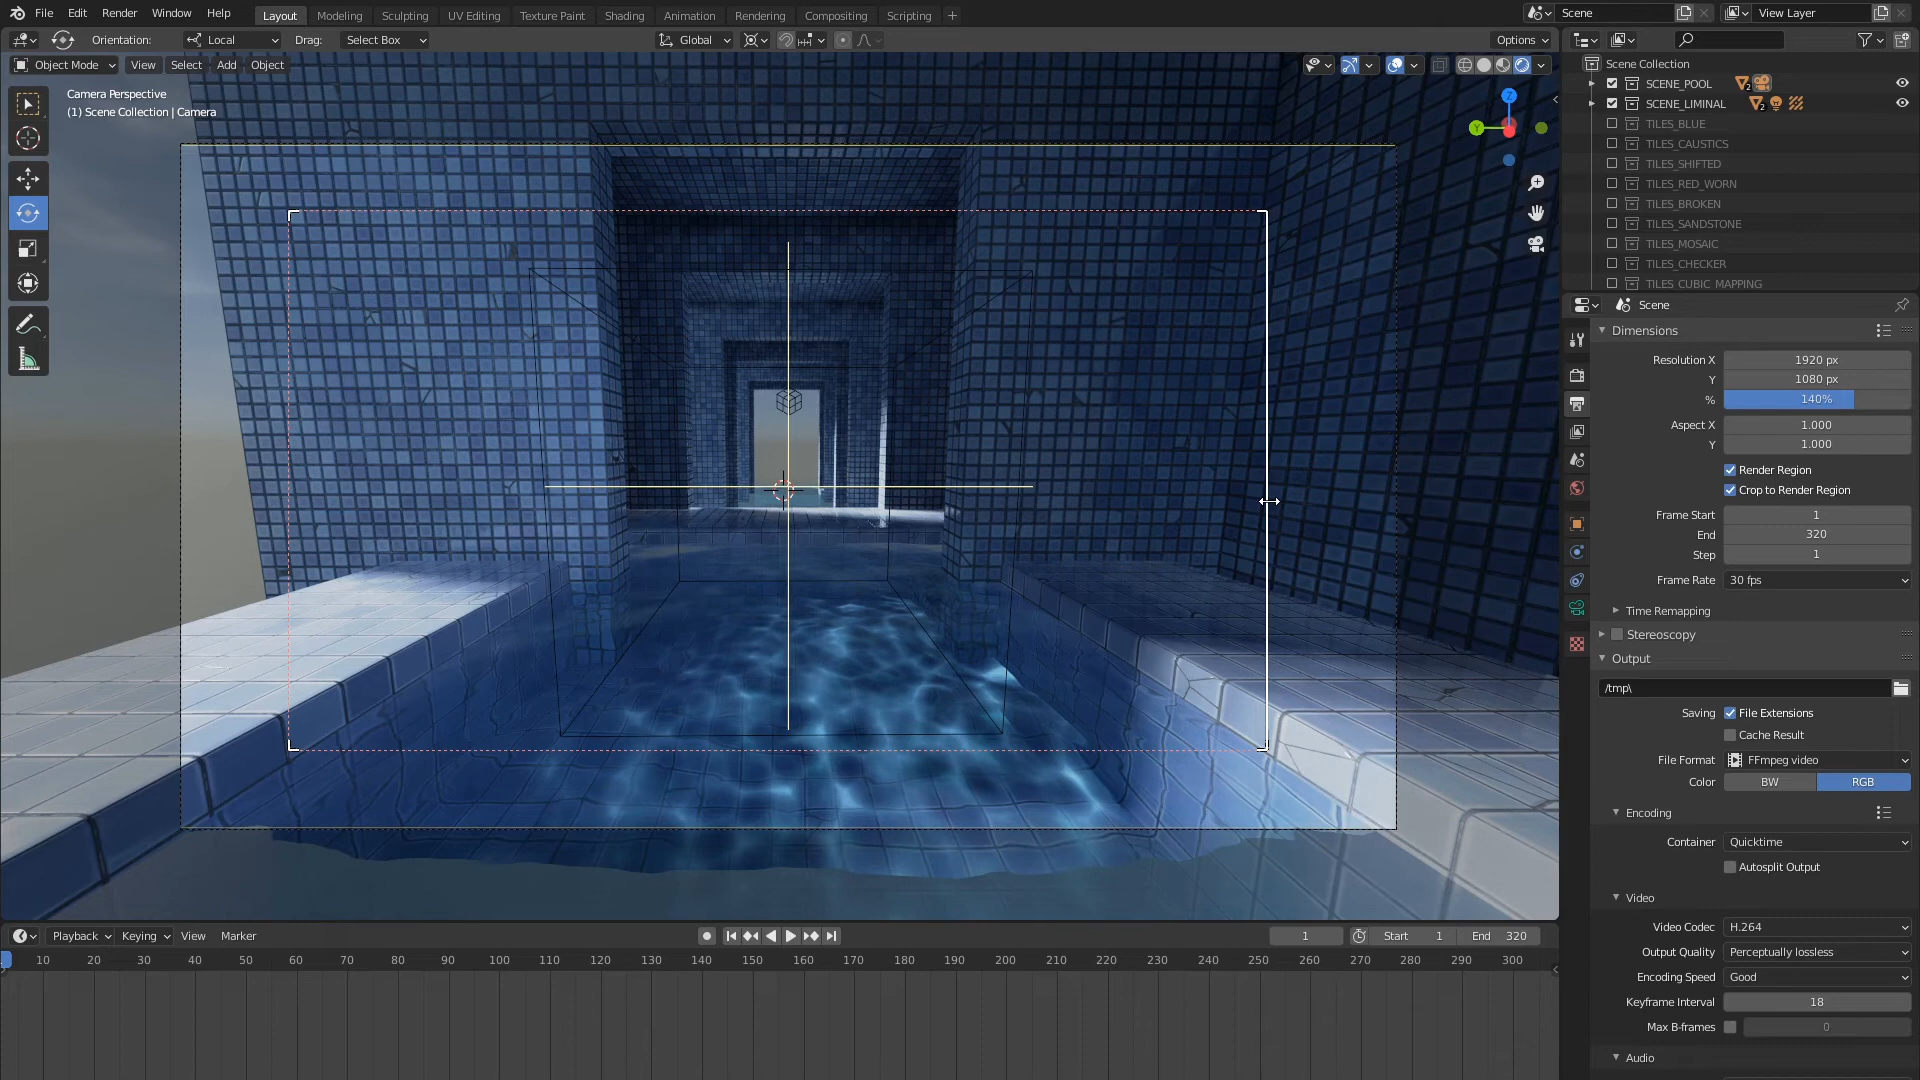 File Edit Render Window Help Layout Modeling Sculpting UV Editing Texture Paint Shading Animation Rendering Compositing Scripting + Scene View Layer
Orientation: Local Drag: Select Box Global Options
Object Mode View Select Add Object
Camera Perspective
(1) Scene Collection | Camera
Z
Y
Scene Collection
SCENE_POOL 2
SCENE_LIMINAL 2
TILES_BLUE
TILES_CAUSTICS
TILES_SHIFTED
TILES_RED_WORN
TILES_BROKEN
TILES_SANDSTONE
TILES_MOSAIC
TILES_CHECKER
TILES_CUBIC_MAPPING
Scene
Dimensions
Resolution X 1920 px
Y 1080 px
% 140%
Aspect X 1.000
Y 1.000
Render Region
Crop to Render Region
Frame Start 1
End 320
Step 1
Frame Rate 30 fps
Time Remapping
Stereoscopy
Output
/tmp\
Saving File Extensions
Cache Result
File Format FFmpeg video
Color BW RGB
Encoding
Container Quicktime
Autosplit Output
Video
Video Codec H.264
Output Quality Perceptually lossless
Encoding Speed Good
Keyframe Interval 18
Max B-frames 0
Audio
Playback Keying View Marker 1 Start 1 End 320
10 20 30 40 50 60 70 80 90 100 110 120 130 140 150 160 170 180 190 200 210 220 230 240 250 260 270 280 290 300